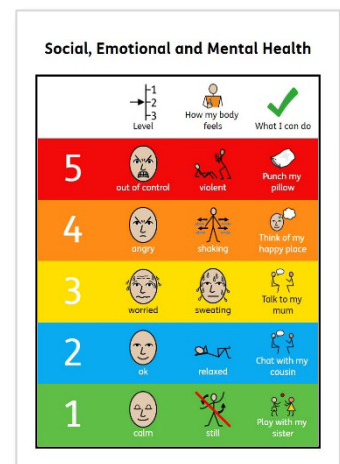 Social, Emotional and Mental Health
1
2
3
Level
How my body
feels
What I can do
5
out of control
violent
Punch my
pillow
4
angry
shaking
Think of my
happy place
3
worried
sweating
Talk to my
mum
2
ok
relaxed
Chat with my
cousin
1
calm
still
Play with my
sister